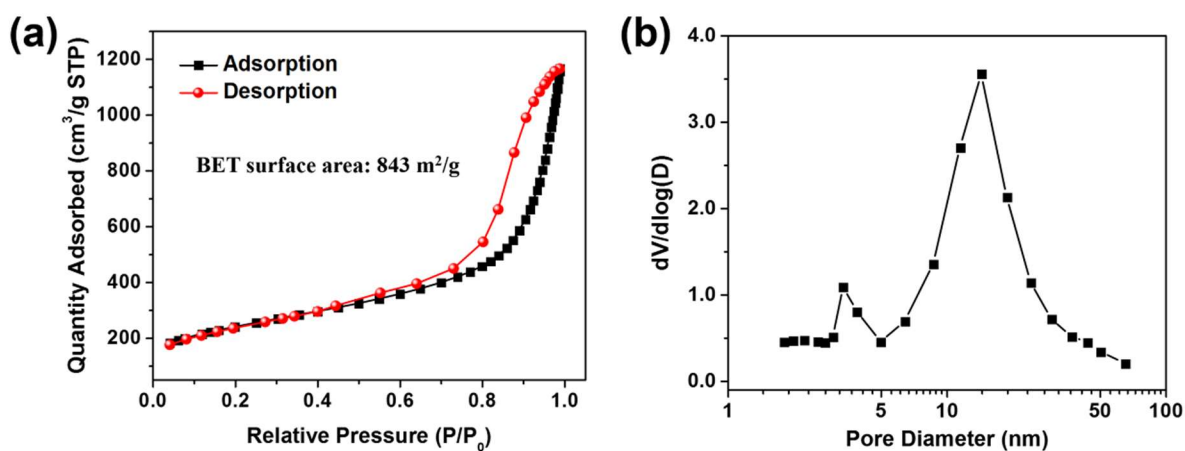 (a)
Quantity Adsorbed (cm³/g STP)
1200
1000
800
600
400
200
Adsorption
Desorption
BET surface area: 843 m²/g
0.0 0.2 0.4 0.6 0.8 1.0
Relative Pressure (P/P₀)
(b)
dV/dlog(D)
4.0
3.0
2.0
1.0
0.0
1 5 10 50 100
Pore Diameter (nm)